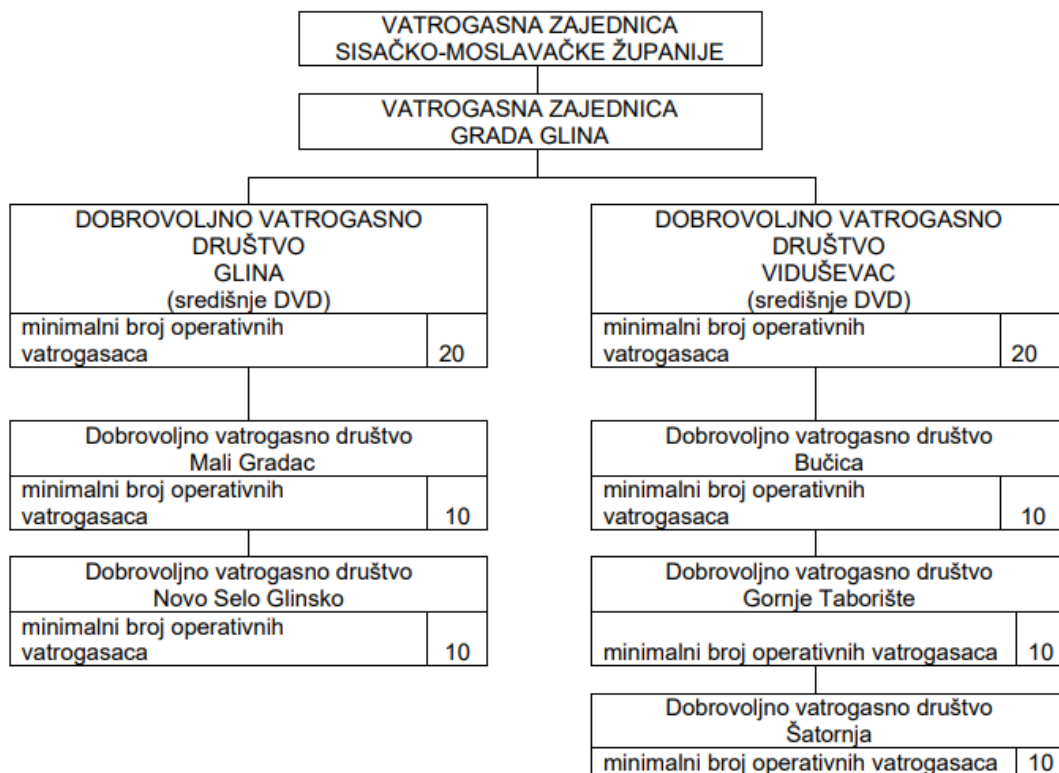 VATROGASNA ZAJEDNICA
SISAČKO-MOSLAVAČKE ŽUPANIJE
VATROGASNA ZAJEDNICA
GRADA GLINA
DOBROVOLJNO VATROGASNO
DRUŠTVO
GLINA
(središnje DVD)
minimalni broj operativnih
vatrogasaca 20
Dobrovoljno vatrogasno društvo
Mali Gradac
minimalni broj operativnih
vatrogasaca 10
Dobrovoljno vatrogasno društvo
Novo Selo Glinsko
minimalni broj operativnih
vatrogasaca 10
DOBROVOLJNO VATROGASNO
DRUŠTVO
VIDUŠEVAC
(središnje DVD)
minimalni broj operativnih
vatrogasaca 20
Dobrovoljno vatrogasno društvo
Bučica
minimalni broj operativnih
vatrogasaca 10
Dobrovoljno vatrogasno društvo
Gornje Taborište
minimalni broj operativnih vatrogasaca 10
Dobrovoljno vatrogasno društvo
Šatornja
minimalni broj operativnih vatrogasaca 10